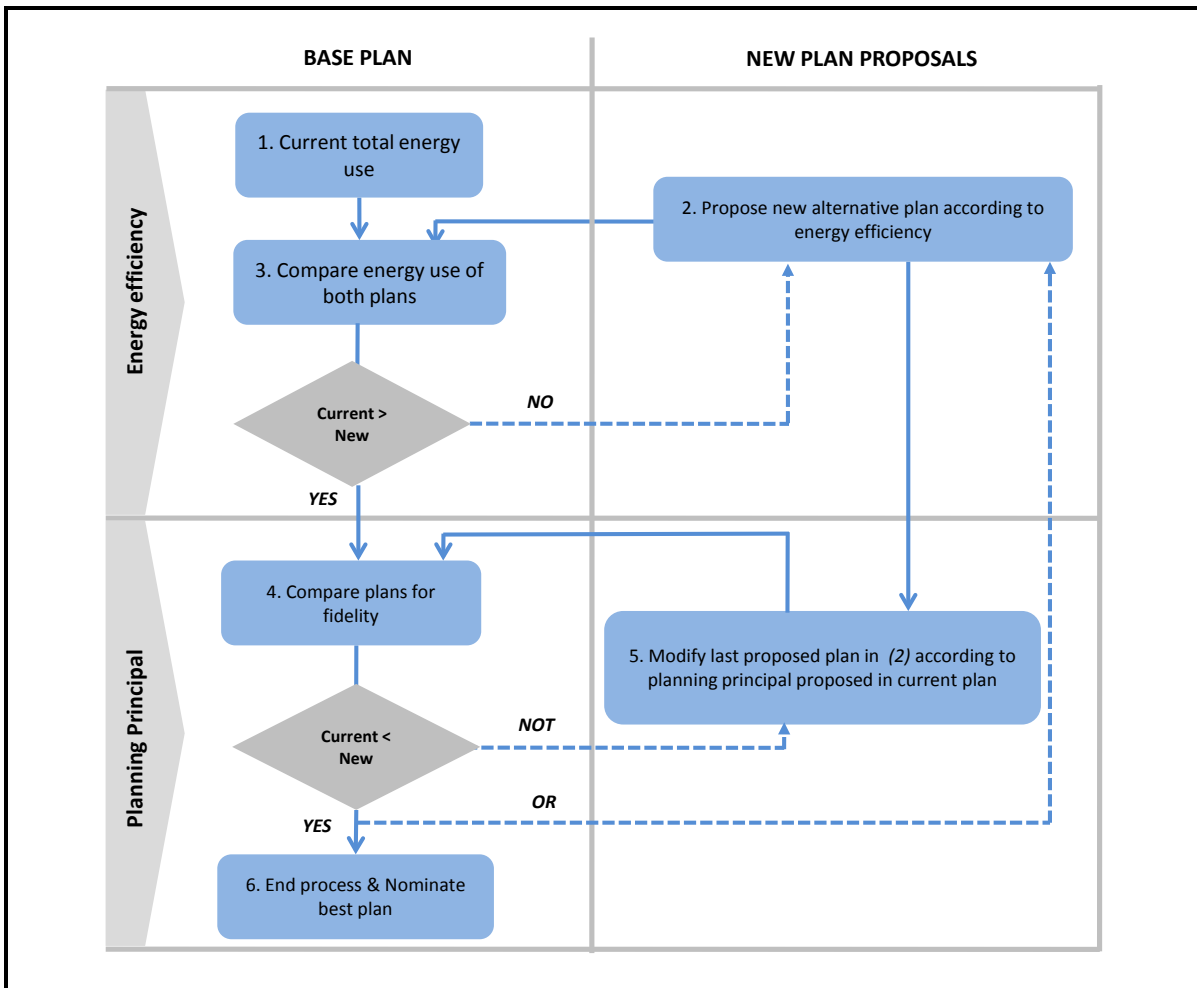 BASE PLAN
NEW PLAN PROPOSALS
Energy efficiency
1. Current total energy
use
2. Propose new alternative plan according to
energy efficiency
3. Compare energy use of
both plans
Current >
New
NO
YES
Planning Principal
4. Compare plans for
fidelity
5. Modify last proposed plan in (2) according to
planning principal proposed in current plan
Current <
New
NOT
OR
YES
6. End process & Nominate
best plan